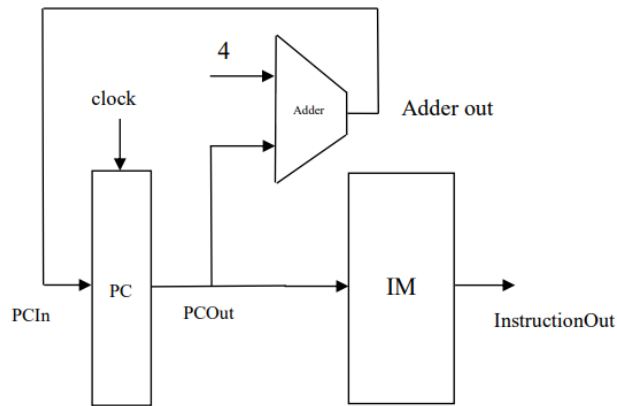 4
clock
Adder
Adder out
PC
IM
PCIn
PCOut
InstructionOut